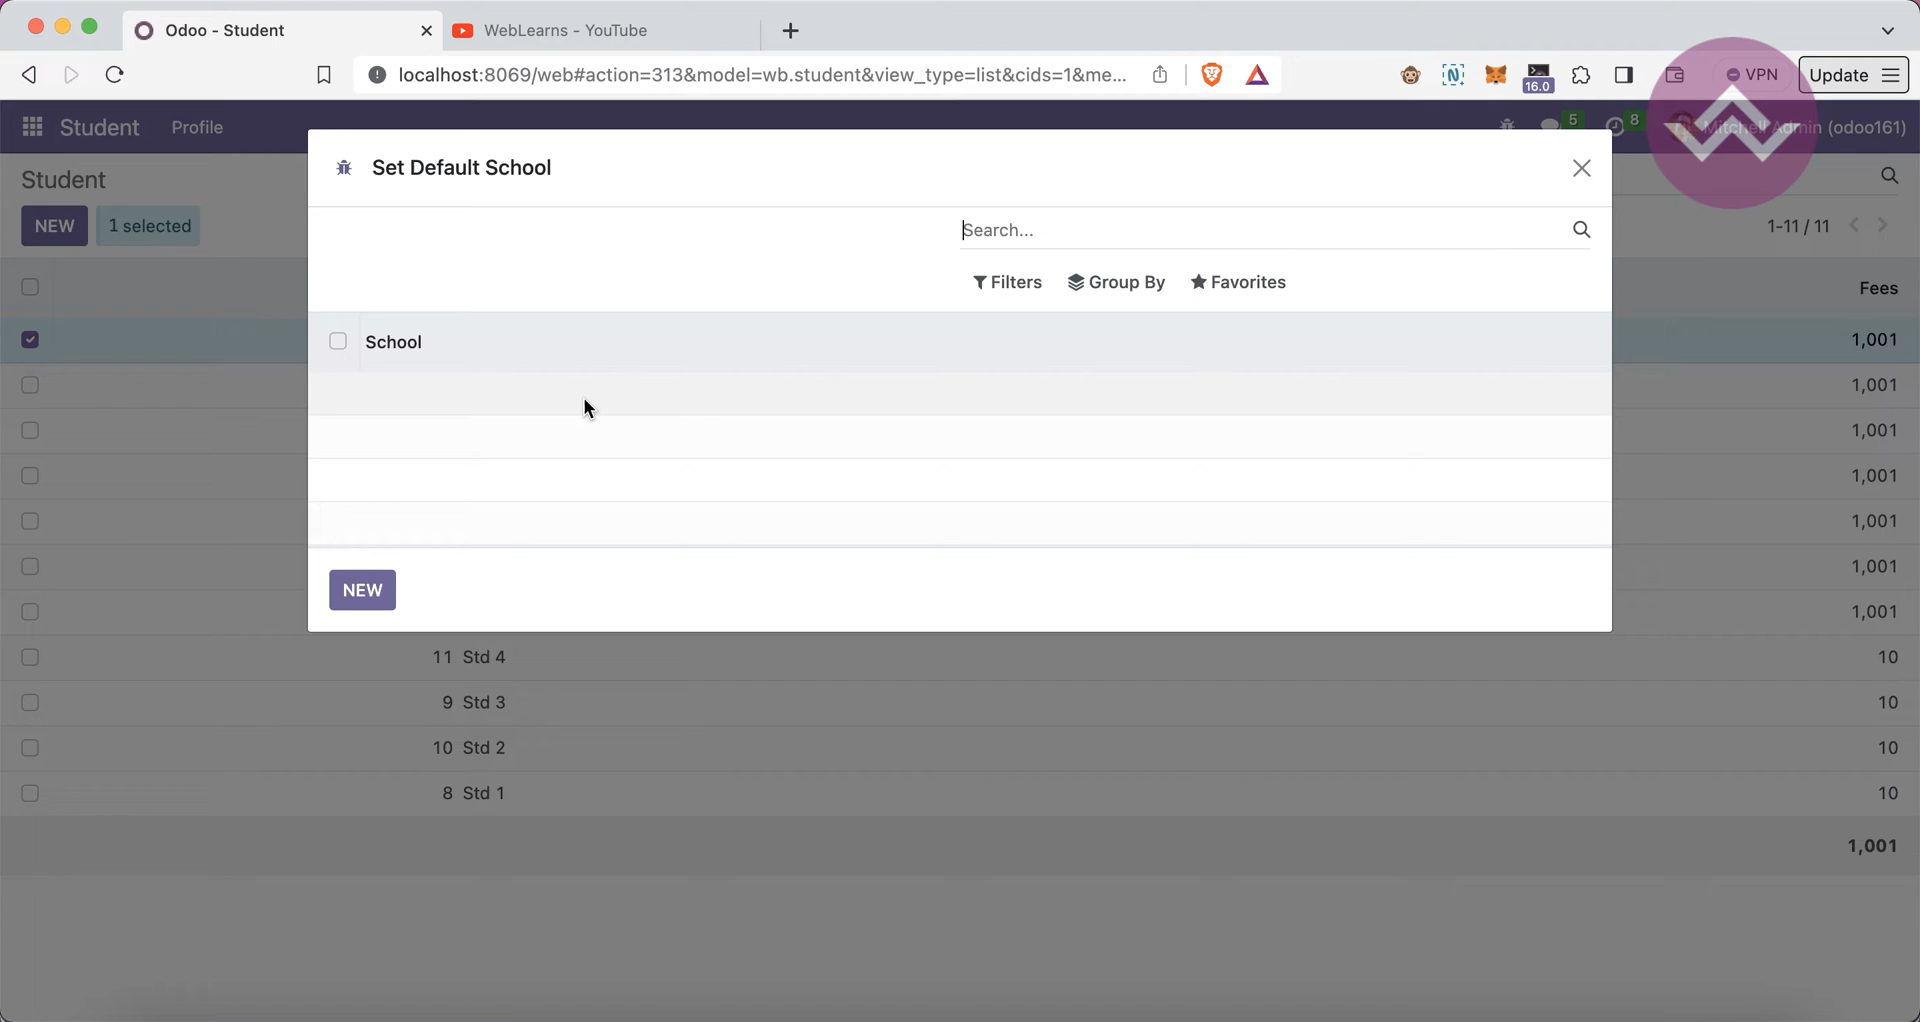 Odoo - Student
WebLearns - YouTube
localhost:8069/web#action=313&model=wb.student&view_type=list&cids=1&me...
16.0
VPN
Update
Student
Profile
5
8
Mitchell Admin (odoo161)
Set Default School
Student
Search...
NEW
1 selected
1-11 / 11
Filters
Group By
Favorites
Fees
School
1,001
1,001
1,001
1,001
1,001
1,001
1,001
NEW
11 Std 4 10
9 Std 3 10
10 Std 2 10
8 Std 1 10
1,001